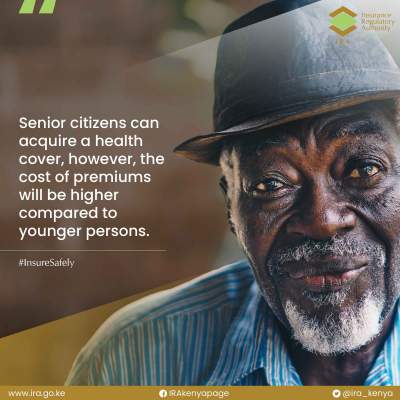 Insurance
Regulatory
Authority
I R A
Senior citizens can
acquire a health
cover, however, the
cost of premiums
will be higher
compared to
younger persons.
#InsureSafely
www.ira.go.ke
IRAkenyapage
@ira_kenya